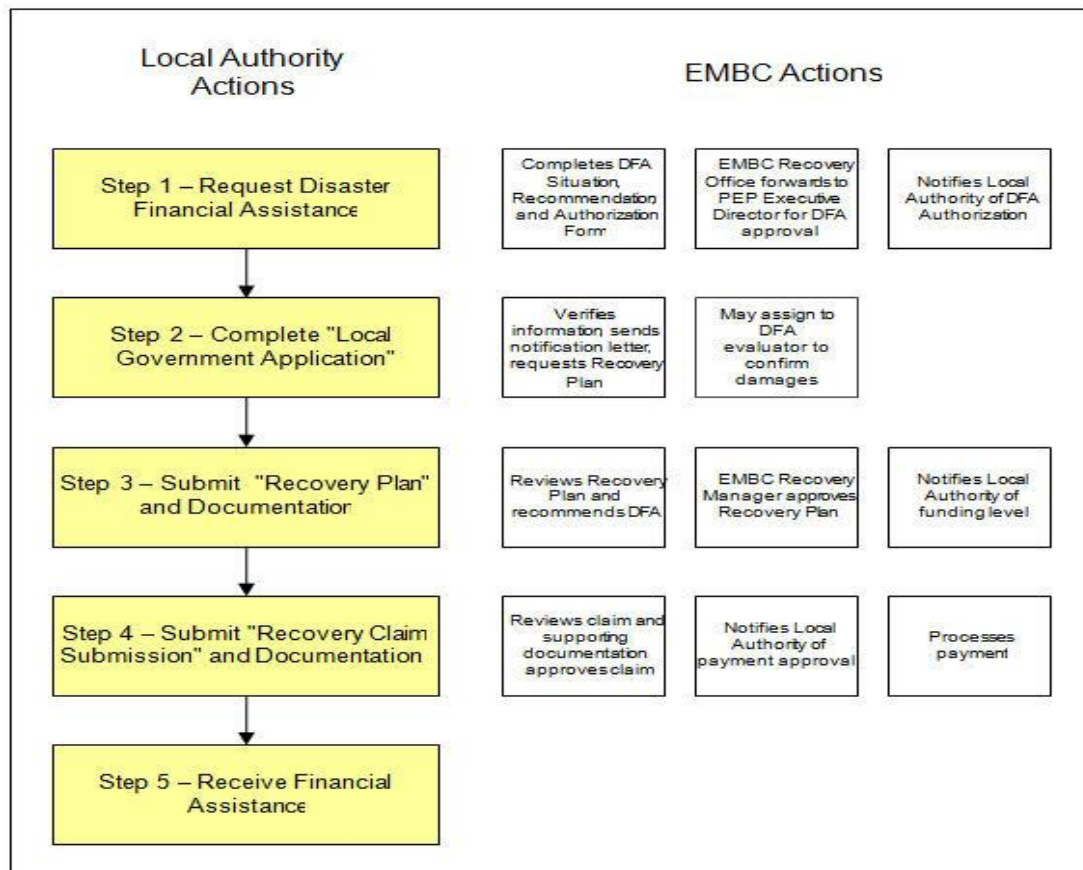 Local Authority
Actions
EMBC Actions
Step 1 – Request Disaster
Financial Assistance
Completes DFA
Situation,
Recommendation
and Authorization
Form
EMBC Recovery
Office forwards to
PEP Executive
Director for DFA
approval
Notifies Local
Authority of DFA
Authorization
Step 2 – Complete "Local
Government Application"
Verifies
information sends
notification letter,
requests Recovery
Plan
May assign to
DFA
evaluator to
confirm
damages
Step 3 – Submit "Recovery Plan"
and Documentation
Reviews Recovery
Plan and
recommends DFA
EMBC Recovery
Manager approves
Recovery Plan
Notifies Local
Authority of
funding level
Step 4 – Submit "Recovery Claim
Submission" and Documentation
Reviews claim and
supporting
documentation
approves claim
Notifies Local
Authority of
payment approval
Processes
payment
Step 5 – Receive Financial
Assistance